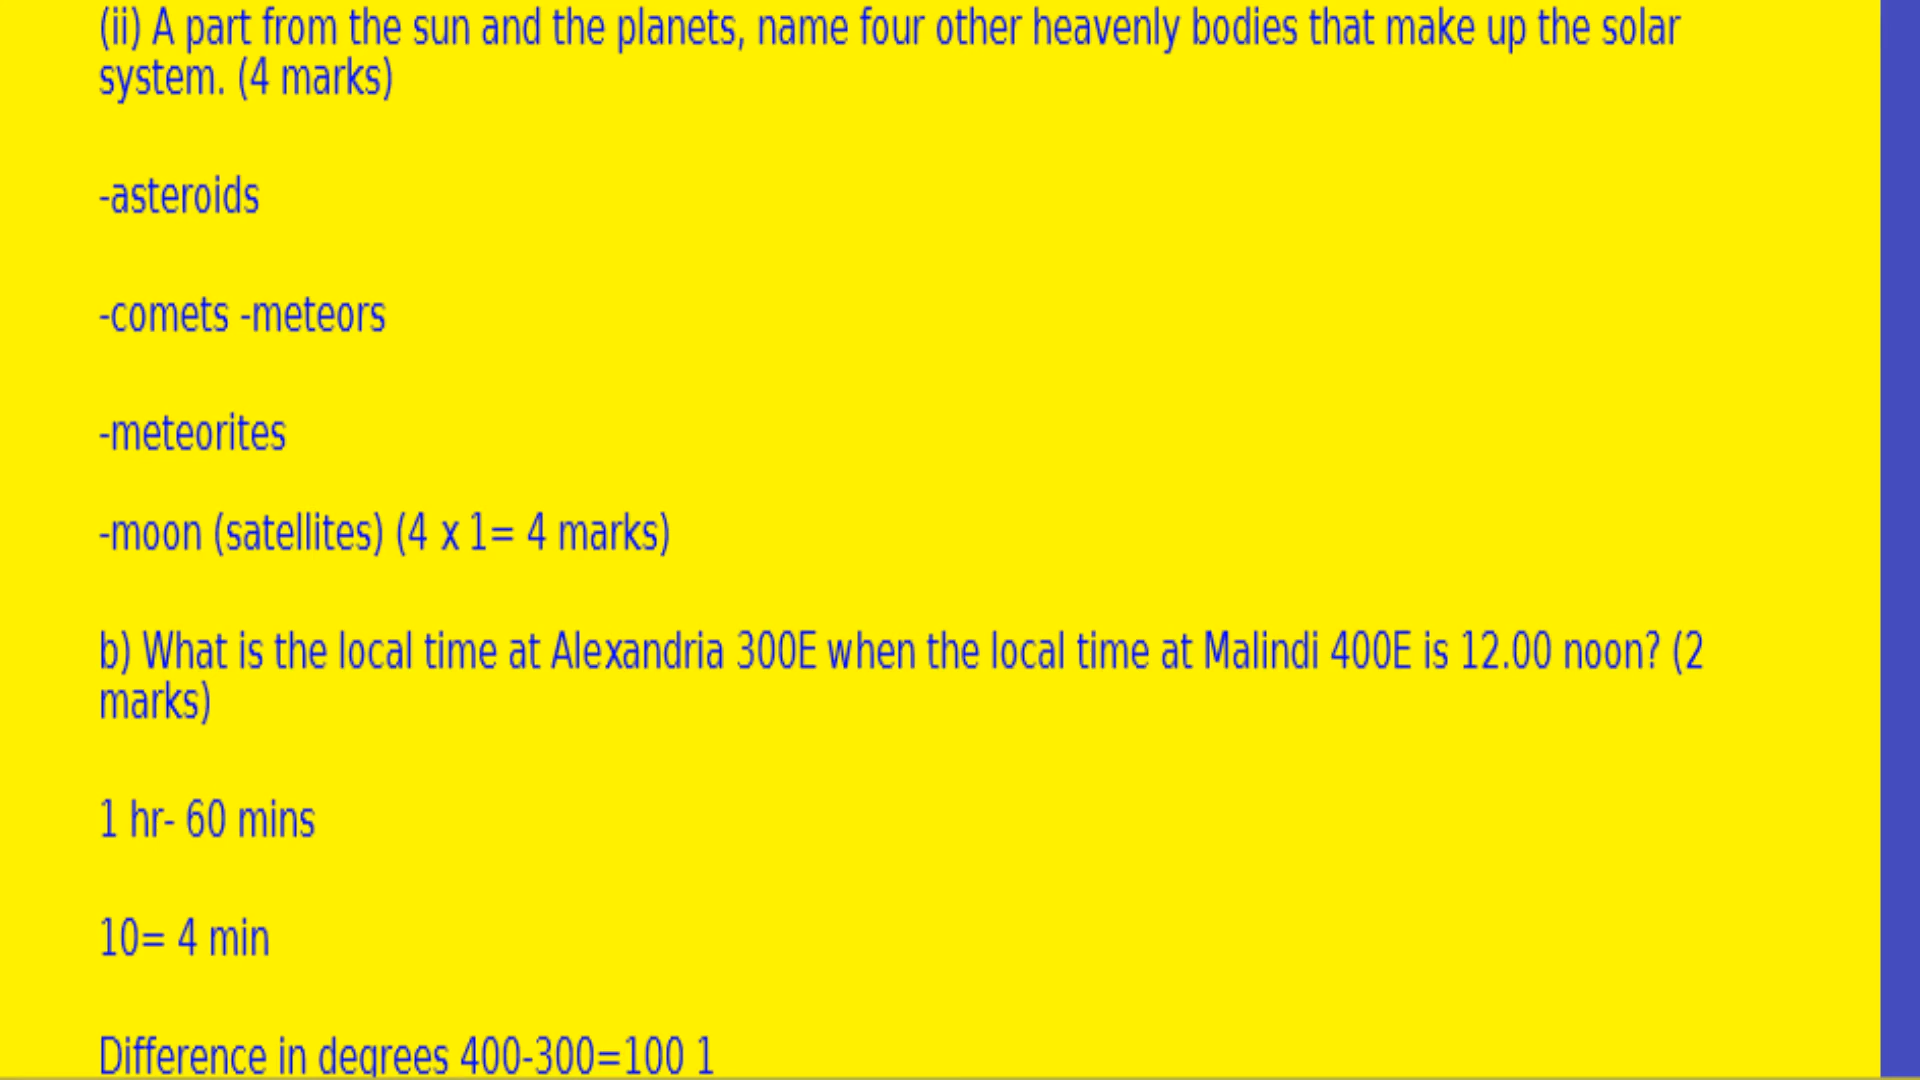 (ii) A part from the sun and the planets, name four other heavenly bodies that make up the solar
system. (4 marks)
-asteroids
-comets -meteors
-meteorites
-moon (satellites) (4 x 1= 4 marks)
b) What is the local time at Alexandria 300E when the local time at Malindi 400E is 12.00 noon? (2
marks)
1 hr- 60 mins
10= 4 min
Difference in degrees 400-300=100 1